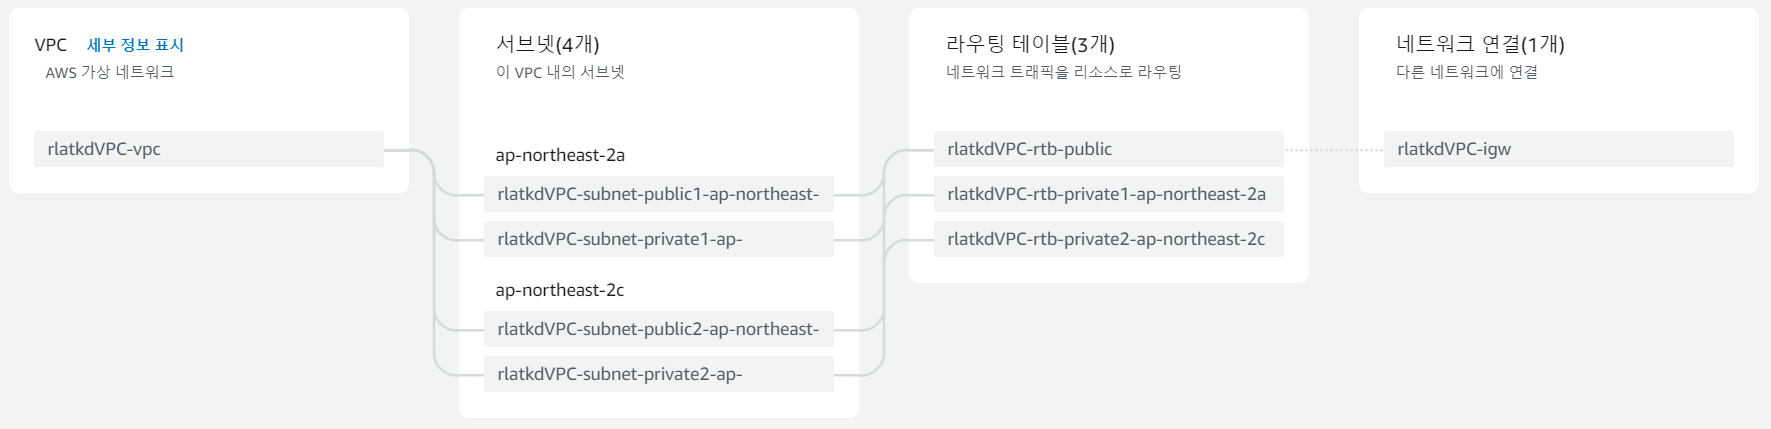 VPC 세부 정보 표시
AWS 가상 네트워크
rlatkdVPC-vpc
서브넷(4개)
이 VPC 내의 서브넷
ap-northeast-2a
rlatkdVPC-subnet-public1-ap-northeast-
rlatkdVPC-subnet-private1-ap-
ap-northeast-2c
rlatkdVPC-subnet-public2-ap-northeast-
rlatkdVPC-subnet-private2-ap-
라우팅 테이블(3개)
네트워크 트래픽을 리소스로 라우팅
rlatkdVPC-rtb-public
rlatkdVPC-rtb-private1-ap-northeast-2a
rlatkdVPC-rtb-private2-ap-northeast-2c
네트워크 연결(1개)
다른 네트워크에 연결
rlatkdVPC-igw